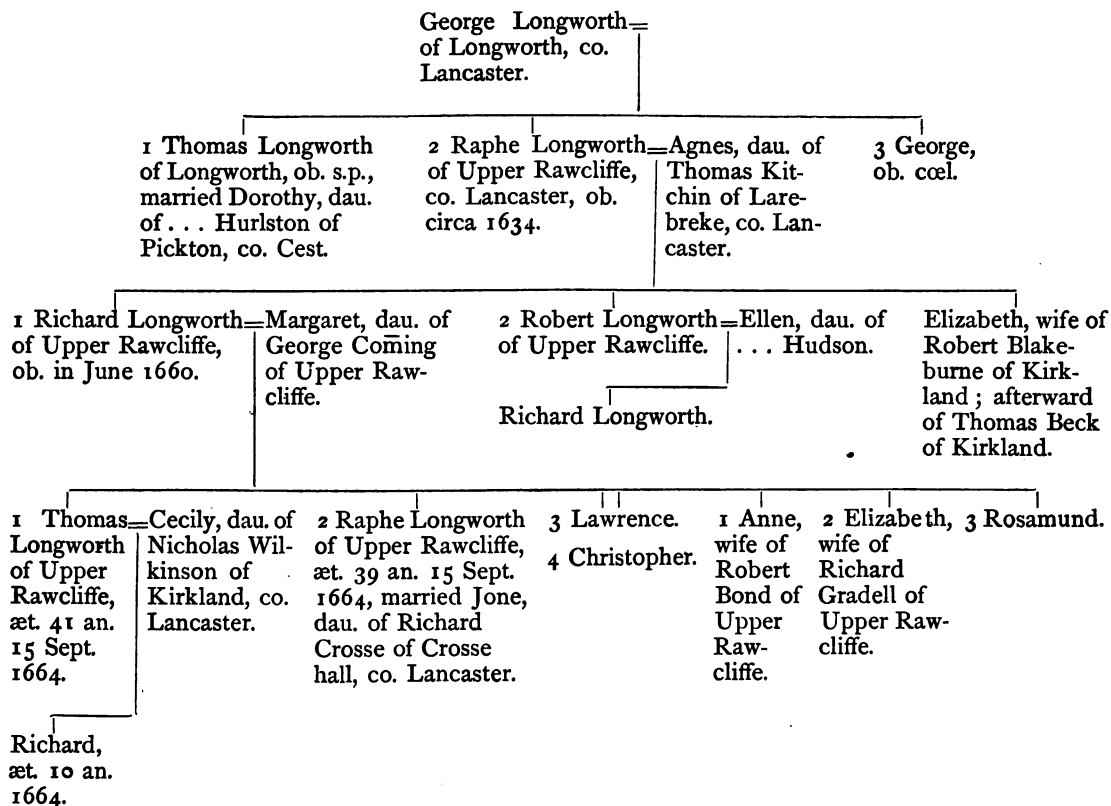 George Longworth=
of Longworth, co.
Lancaster.
1 Thomas Longworth
of Longworth, ob. s.p.,
married Dorothy, dau.
of . . . Hurlston of
Pickton, co. Cest.
2 Raphe Longworth=
of Upper Rawcliffe,
co. Lancaster, ob.
circa 1634.
Agnes, dau. of
Thomas Kit-
chin of Lare-
breke, co. Lan-
caster.
3 George,
ob. cœl.
1 Richard Longworth=
of Upper Rawcliffe,
ob. in June 1660.
Margaret, dau. of
George Com̄ing
of Upper Raw-
cliffe.
2 Robert Longworth=
of Upper Rawcliffe.
Ellen, dau. of
. . . Hudson.
Elizabeth, wife of
Robert Blake-
burne of Kirk-
land ; afterward
of Thomas Beck
of Kirkland.
Richard Longworth.
1 Thomas=
Longworth
of Upper
Rawcliffe,
æt. 41 an.
15 Sept.
1664.
Cecily, dau. of
Nicholas Wil-
kinson of
Kirkland, co.
Lancaster.
2 Raphe Longworth
of Upper Rawcliffe,
æt. 39 an. 15 Sept.
1664, married Jone,
dau. of Richard
Crosse of Crosse
hall, co. Lancaster.
3 Lawrence.
4 Christopher.
1 Anne,
wife of
Robert
Bond of
Upper
Raw-
cliffe.
2 Elizabeth,
wife of
Richard
Gradell of
Upper Raw-
cliffe.
3 Rosamund.
Richard,
æt. 10 an.
1664.